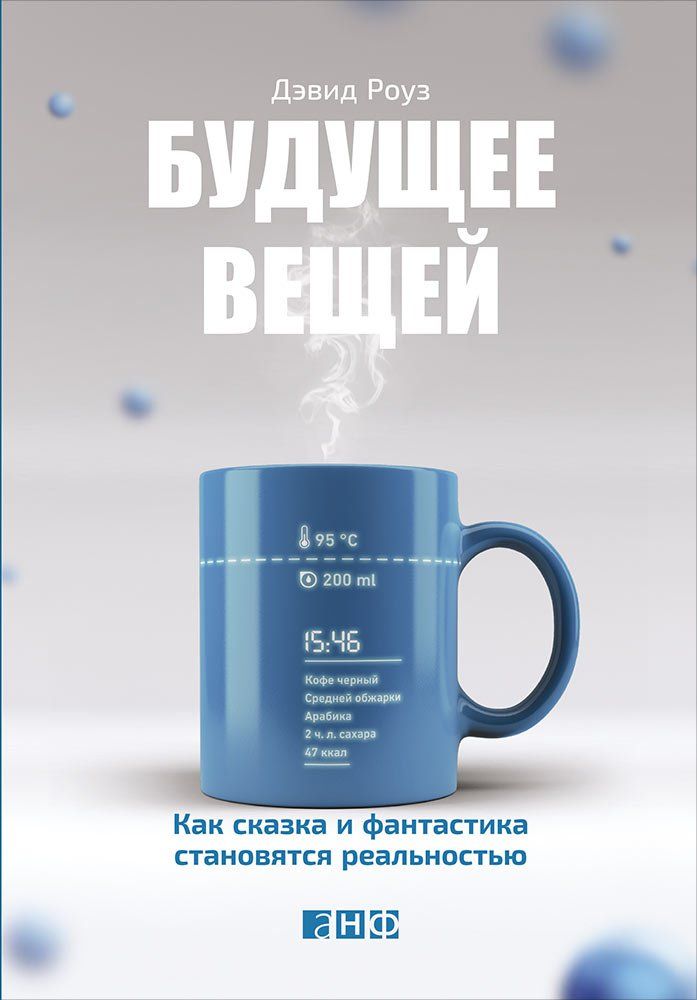 Дэвид Роуз
БУДУЩЕЕ
ВЕЩЕЙ
95 °C
200 ml
15:46
Кофе черный
Средней обжарки
Арабика
2 ч. л. сахара
47 ккал
Как сказка и фантастика
становятся реальностью
анф